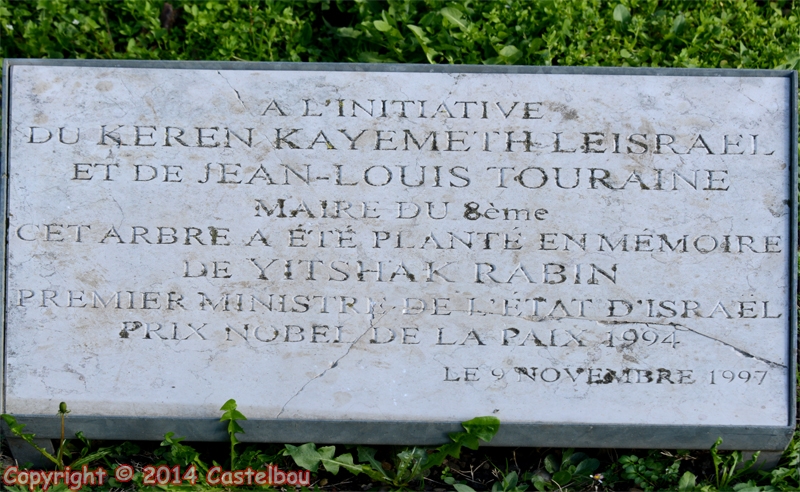 A L'INITIATIVE
DU KEREN KAYEMETH LEISRAEL
ET DE JEAN-LOUIS TOURAINE
MAIRE DU 8ème
CET ARBRE A ÉTÉ PLANTÉ EN MÉMOIRE
DE YITSHAK RABIN
PREMIER MINISTRE DE L'ÉTAT D'ISRAËL
PRIX NOBEL DE LA PAIX 1994
LE 9 NOVEMBRE 1997
Copyright © 2014 Castelbou